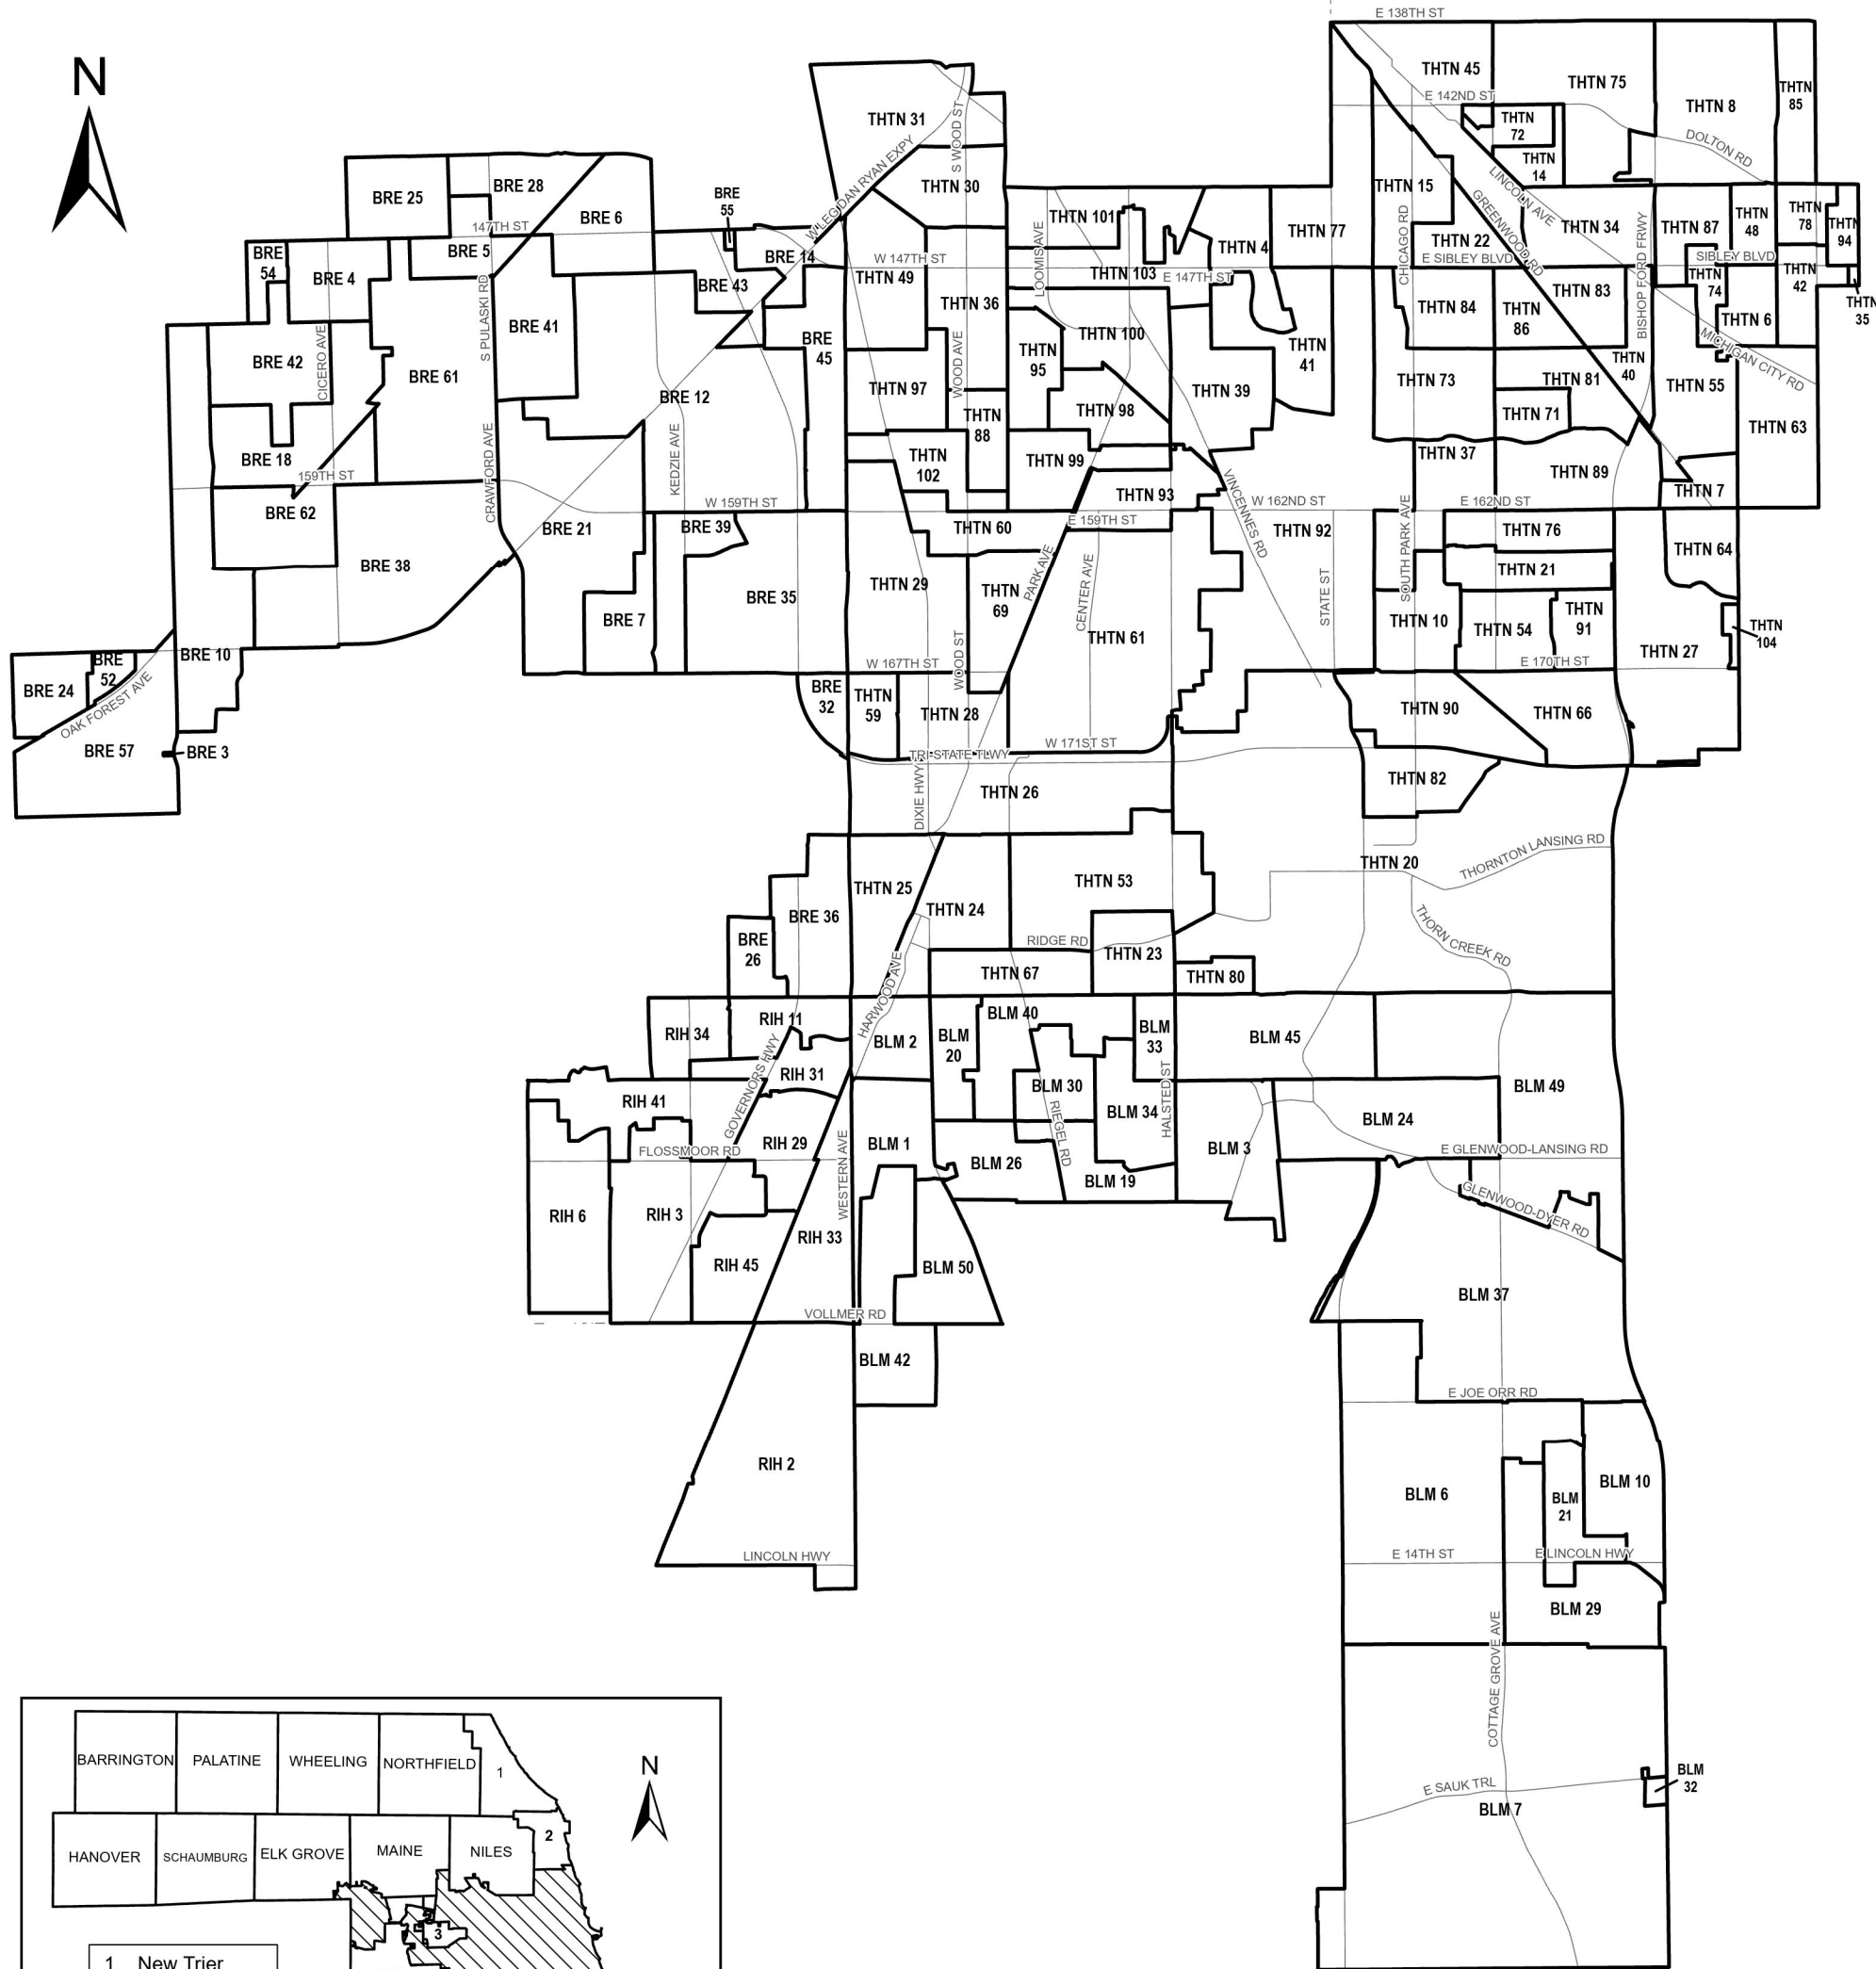 E 138TH ST
N
THTN 45
THTN 75
THTN 8
THTN
85
E 142ND ST
THTN
72
DOLTON RD
THTN
14
LINCOLN AVE
THTN 31
S WOOD ST
W LEG DAN RYAN EXPY
THTN 30
CHICAGO RD
THTN 15
GREENWOOD RD
THTN 34
BISHOP FORD FRWY
THTN 87
THTN
48
THTN
78
THTN
94
BRE 25
BRE 28
BRE 6
147TH ST
BRE
55
THTN 101
LOOMIS AVE
THTN 4
THTN 77
THTN 22
E SIBLEY BLVD
SIBLEY BLVD
BRE
54
BRE 4
BRE 5
BRE 14
W 147TH ST
THTN 49
THTN 103
E 147TH ST
THTN
74
THTN
42
THTN
35
BRE 43
THTN 36
THTN 84
THTN
86
THTN 83
THTN 6
MICHIGAN CITY RD
S PULASKI RD
BRE 41
BRE
45
THTN 100
THTN
95
THTN
41
THTN
40
BRE 42
CICERO AVE
BRE 61
BRE 12
THTN 97
WOOD AVE
THTN 39
THTN 73
THTN 81
THTN 55
THTN
88
THTN 98
THTN 71
THTN 63
BRE 18
159TH ST
CRAWFORD AVE
KEDZIE AVE
THTN
102
THTN 99
THTN 37
THTN 89
VINCENNES RD
BRE 62
W 159TH ST
THTN 93
W 162ND ST
E 162ND ST
THTN 7
BRE 21
BRE 39
THTN 60
E 159TH ST
THTN 92
THTN 76
THTN 64
BRE 38
SOUTH PARK AVE
THTN 21
BRE 35
THTN 29
THTN
69
PARK AVE
CENTER AVE
STATE ST
BRE 7
THTN 61
THTN 10
THTN 54
THTN
91
THTN
104
BRE 24
BRE
52
BRE 10
OAK FOREST AVE
W 167TH ST
WOOD ST
E 170TH ST
THTN 27
BRE
32
THTN
59
THTN 28
THTN 90
THTN 66
BRE 57
BRE 3
W 171ST ST
TRI-STATE TLWY
THTN 82
DIXIE HWY
THTN 26
THTN 20
THORNTON LANSING RD
THTN 25
THTN 53
BRE 36
THTN 24
THORN CREEK RD
BRE
26
RIDGE RD
THTN 23
THTN 67
THTN 80
HARWOOD AVE
RIH 34
RIH 11
BLM 2
BLM
20
BLM 40
BLM
33
BLM 45
GOVERNORS HWY
RIH 31
BLM 30
BLM 49
RIH 41
HALSTED ST
BLM 34
BLM 24
FLOSSMOOR RD
RIH 29
WESTERN AVE
BLM 1
RIEGEL RD
BLM 3
E GLENWOOD-LANSING RD
BLM 26
BLM 19
GLENWOOD-DYER RD
RIH 6
RIH 3
RIH 33
RIH 45
BLM 50
BLM 37
VOLLMER RD
BLM 42
E JOE ORR RD
RIH 2
BLM 6
BLM
21
BLM 10
LINCOLN HWY
E 14TH ST
E LINCOLN HWY
BLM 29
COTTAGE GROVE AVE
BLM
32
E SAUK TRL
BLM 7
BARRINGTON
PALATINE
WHEELING
NORTHFIELD
1
N
2
HANOVER
SCHAUMBURG
ELK GROVE
MAINE
NILES
3
1 New Trier